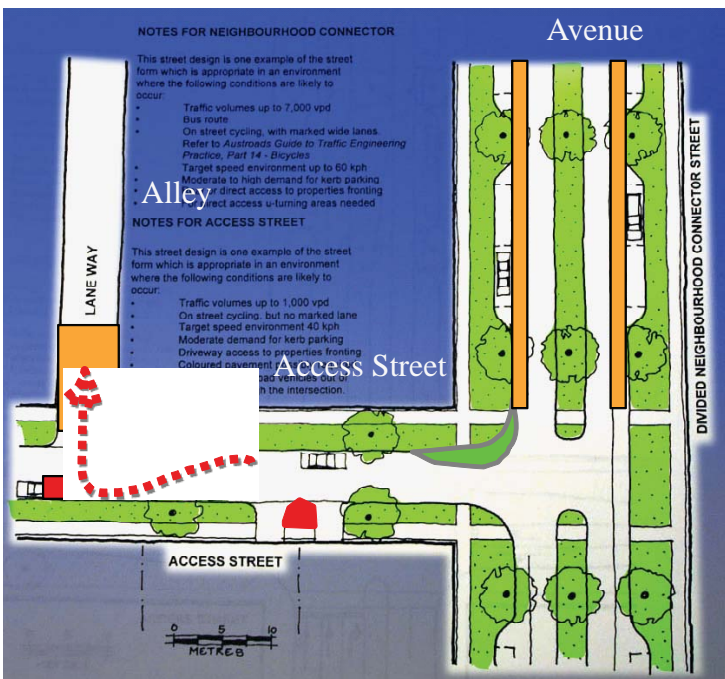 NOTES FOR NEIGHBOURHOOD CONNECTOR
This street design is one example of the street
form which is appropriate in an environment
where the following conditions are likely to
occur:
• Traffic volumes up to 7,000 vpd
• Bus route
• On street cycling, with marked wide lanes.
Refer to Austroads Guide to Traffic Engineering
Practice, Part 14 - Bicycles
• Target speed environment up to 60 kph
• Moderate to high demand for kerb parking
• direct access to properties fronting
• For direct access u-turning areas needed
NOTES FOR ACCESS STREET
This street design is one example of the street
form which is appropriate in an environment
where the following conditions are likely to
occur:
• Traffic volumes up to 1,000 vpd
• On street cycling, but no marked lane
• Target speed environment 40 kph
• Moderate demand for kerb parking
• Driveway access to properties fronting
Coloured pavement
vehicles out of
the intersection.
Avenue
Alley
Access Street
LANE WAY
DIVIDED NEIGHBOURHOOD CONNECTOR STREET
ACCESS STREET
0 5 10
METRES